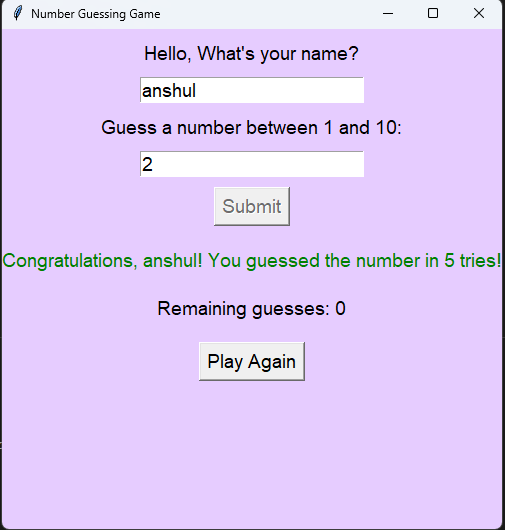 Number Guessing Game
Hello, What's your name?
anshul
Guess a number between 1 and 10:
2
Submit
Congratulations, anshul! You guessed the number in 5 tries!
Remaining guesses: 0
Play Again